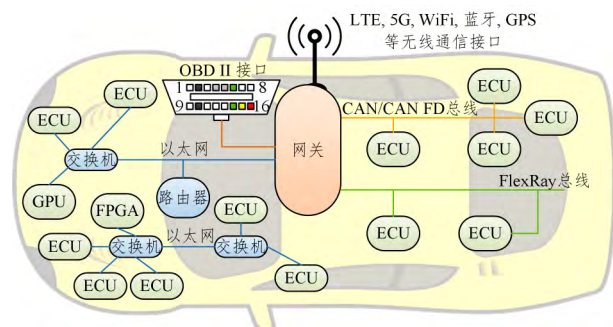 LTE, 5G, WiFi, 蓝牙, GPS
等无线通信接口
OBD II 接口
1 8
9 16
ECU
ECU
交换机
GPU
以太网
路由器
网关
CAN/CAN FD总线
ECU
ECU
ECU
ECU
FlexRay总线
ECU
ECU
FPGA
ECU
交换机
ECU
ECU
以太网
ECU
交换机
ECU